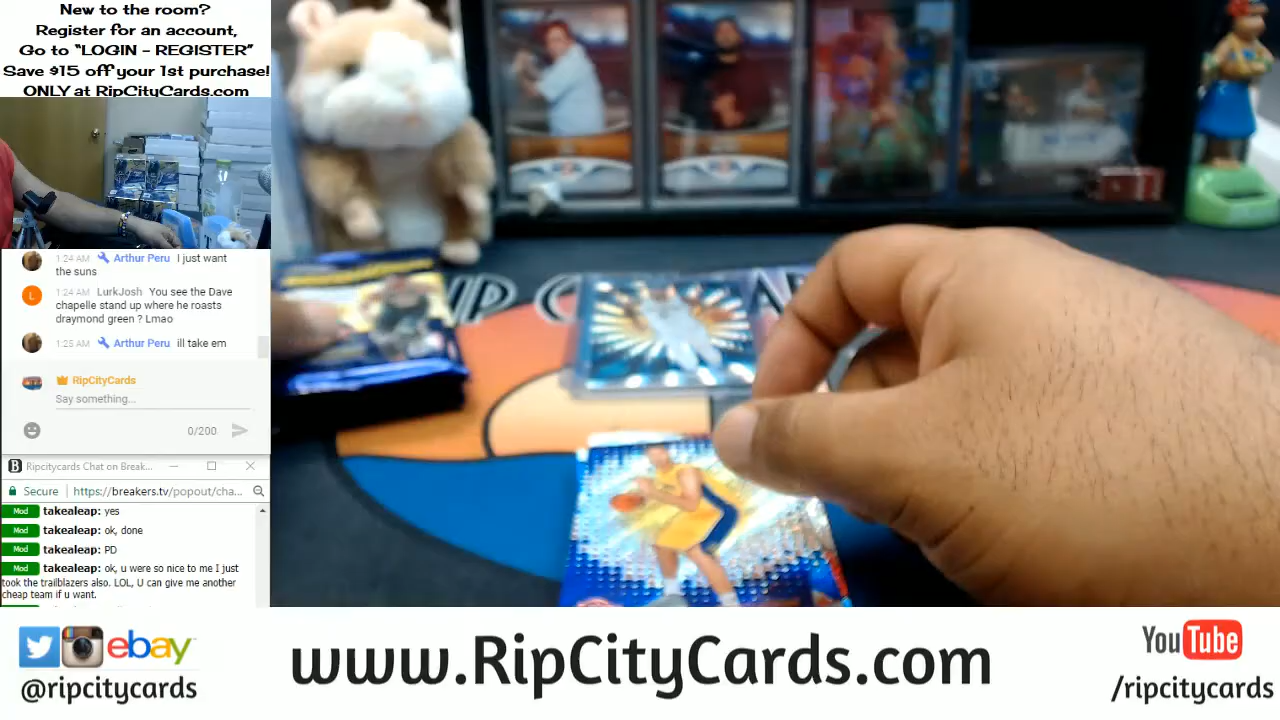 New to the room?
Register for an account,
Go to "LOGIN - REGISTER"
Save $15 off your 1st purchase!
ONLY at RipCityCards.com
1:24 AM Arthur Peru I just want
the suns
L 1:24 AM LurkJosh You see the Dave
chapelle stand up where he roasts
draymond green ? Lmao
1:25 AM Arthur Peru ill take em
RipCityCards
Say something...
0/200
B Ripcitycards Chat on Break...
Secure https://breakers.tv/popout/cha...
Mod takealeap: yes
Mod takealeap: ok, done
Mod takealeap: PD
Mod takealeap: ok, u were so nice to me I just
took the trailblazers also. LOL, U can give me another
cheap team if u want.
ebay
@ripcitycards
www.RipCityCards.com
YouTube
/ripcitycards